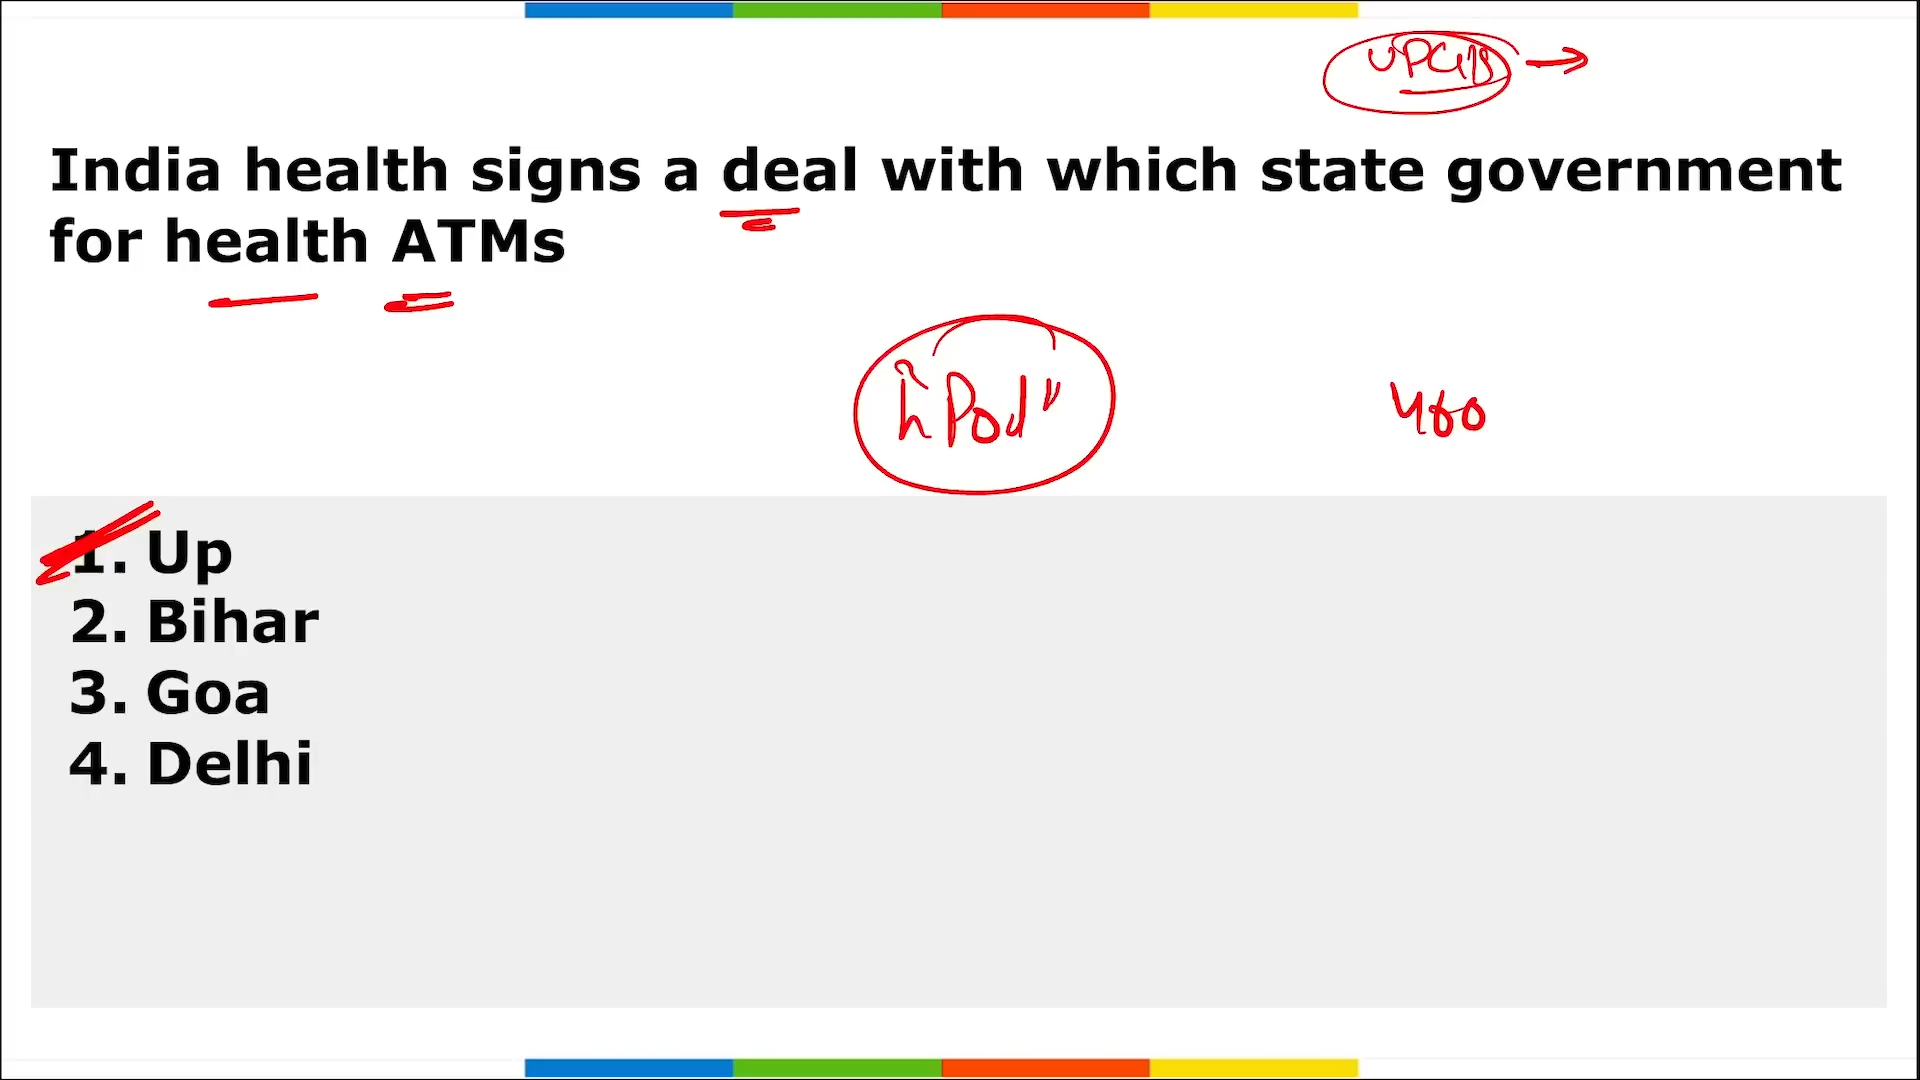 India health signs a deal with which state government
for health ATMs
hPod"
460
1. Up
2. Bihar
3. Goa
4. Delhi